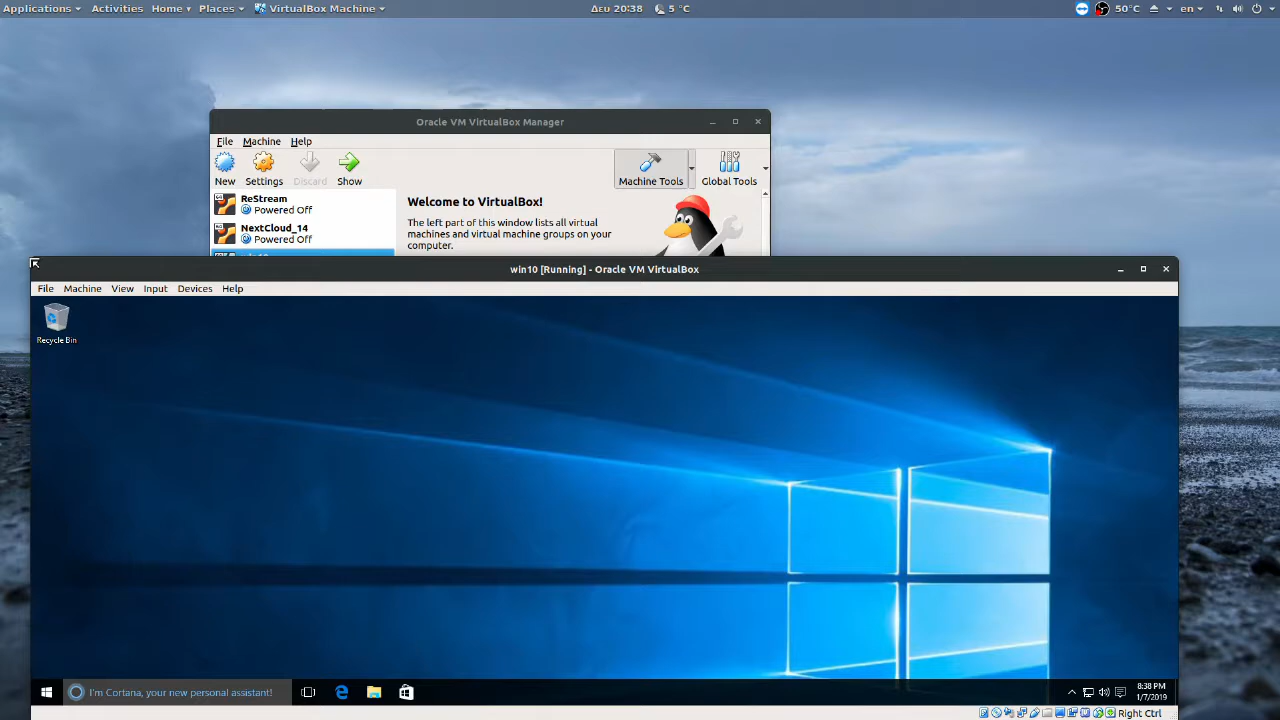 Applications Activities Home Places VirtualBox Machine Δευ 20:38 5 °C 50°C en
Oracle VM VirtualBox Manager
File Machine Help
New Settings Discard Show Machine Tools Global Tools
ReStream
Powered Off
NextCloud_14
Powered Off
Welcome to VirtualBox!
The left part of this window lists all virtual
machines and virtual machine groups on your
computer.
win10 [Running] - Oracle VM VirtualBox
File Machine View Input Devices Help
Recycle Bin
I'm Cortana, your new personal assistant!
8:38 PM
1/7/2019
Right Ctrl